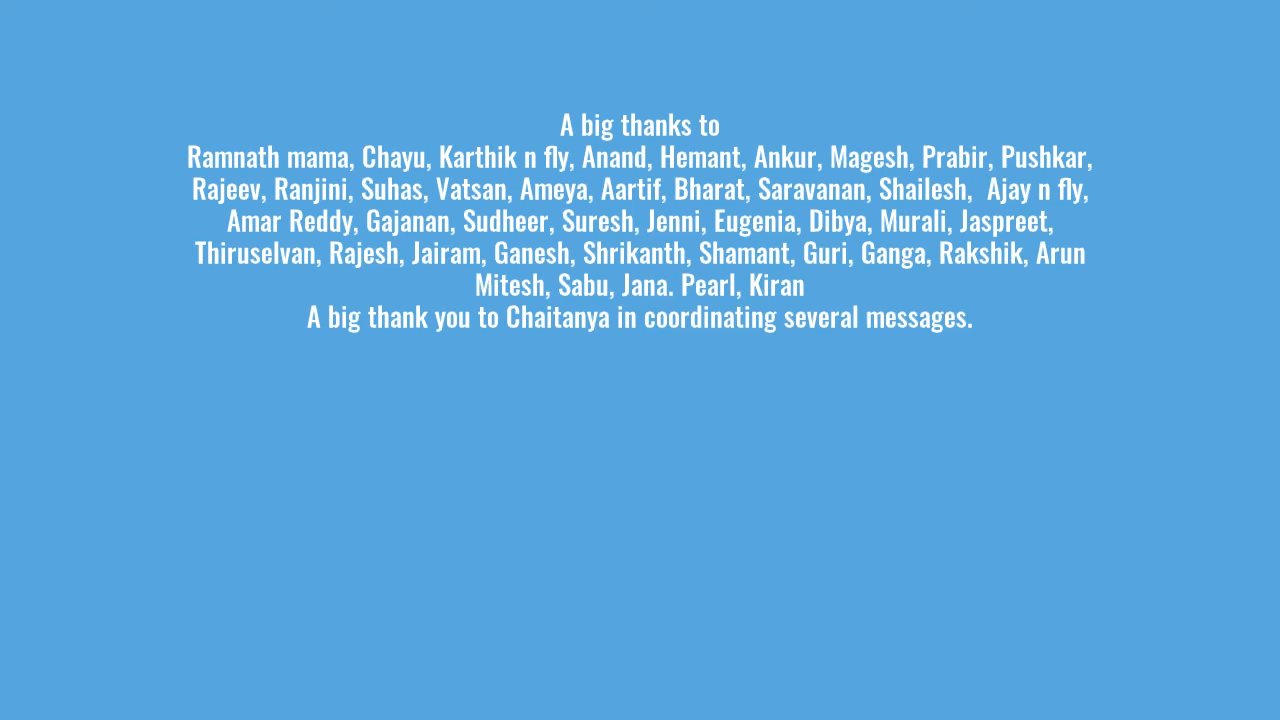 A big thanks to
Ramnath mama, Chayu, Karthik n fly, Anand, Hemant, Ankur, Magesh, Prabir, Pushkar,
Rajeev, Ranjini, Suhas, Vatsan, Ameya, Aartif, Bharat, Saravanan, Shailesh,  Ajay n fly,
Amar Reddy, Gajanan, Sudheer, Suresh, Jenni, Eugenia, Dibya, Murali, Jaspreet,
Thiruselvan, Rajesh, Jairam, Ganesh, Shrikanth, Shamant, Guri, Ganga, Rakshik, Arun
Mitesh, Sabu, Jana. Pearl, Kiran
A big thank you to Chaitanya in coordinating several messages.